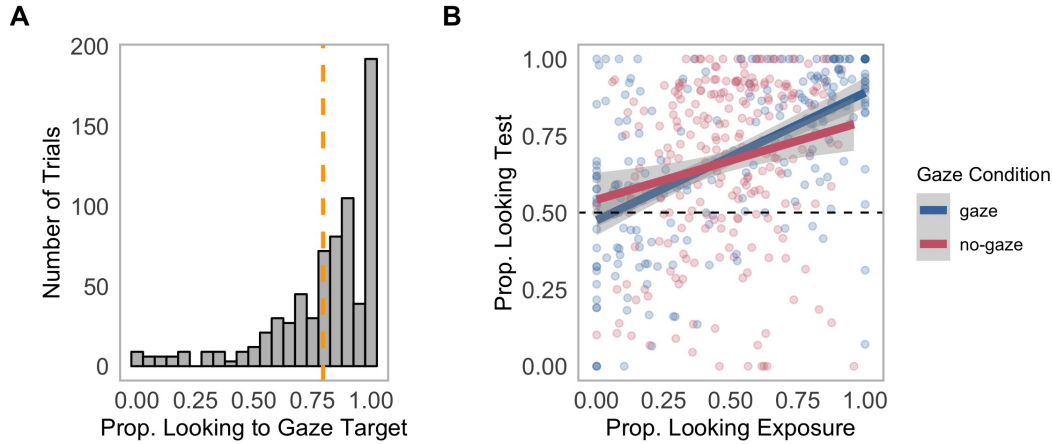 A
B
200
150
100
50
0
Number of Trials
0.00 0.25 0.50 0.75 1.00
Prop. Looking to Gaze Target
1.00
0.75
0.50
0.25
0.00
Prop. Looking Test
0.00 0.25 0.50 0.75 1.00
Prop. Looking Exposure
Gaze Condition
gaze
no-gaze